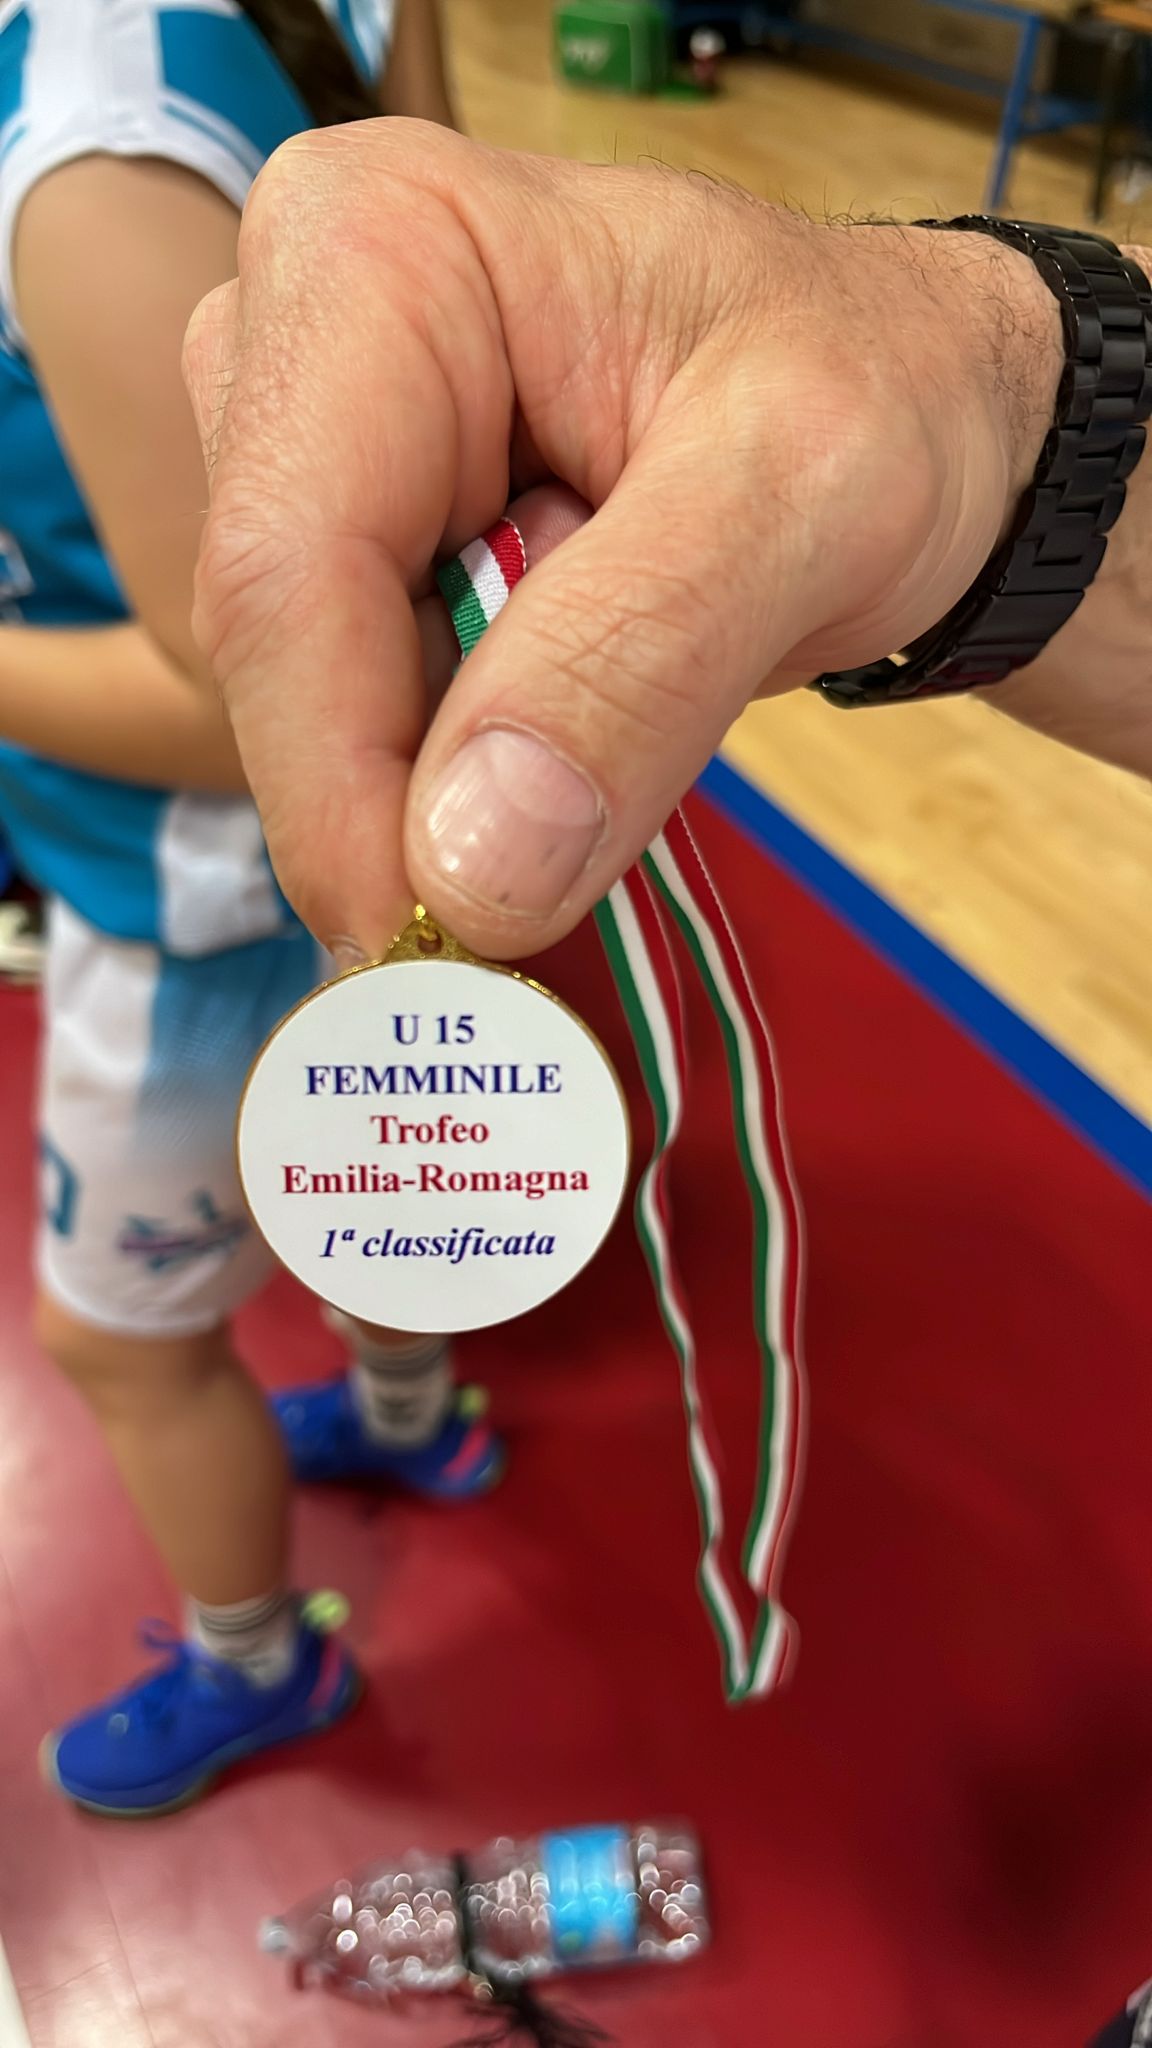 U 15
FEMMINILE
Trofeo
Emilia-Romagna
1ª classificata